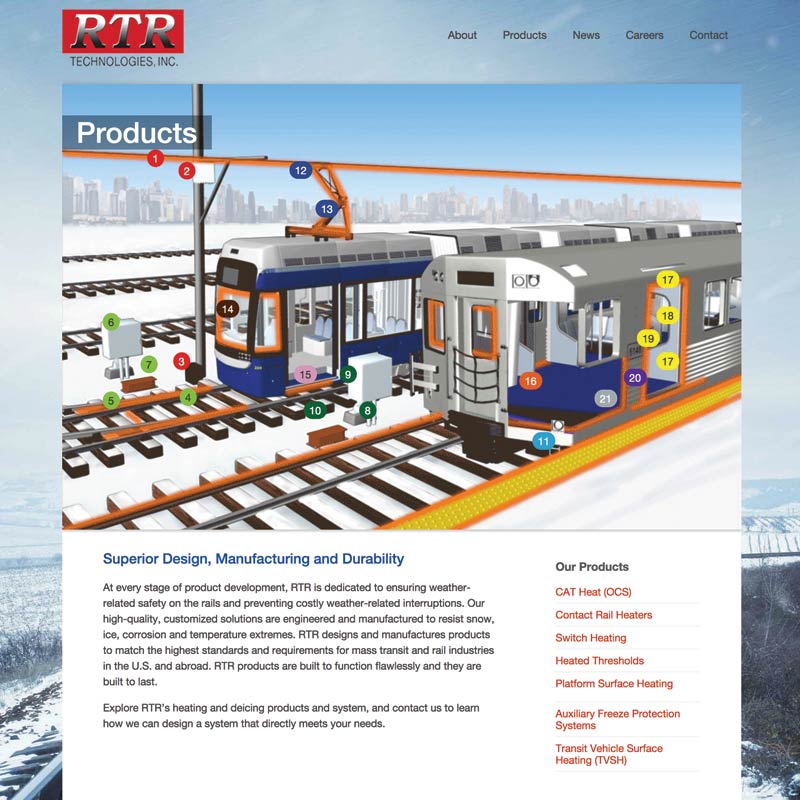 RTR
TECHNOLOGIES, INC.
About Products News Careers Contact
Products
1
2
12
13
17
14
18
6
19
7
3
17
15
9
16
20
5
4
21
10
8
11
Superior Design, Manufacturing and Durability
At every stage of product development, RTR is dedicated to ensuring weather-
related safety on the rails and preventing costly weather-related interruptions. Our
high-quality, customized solutions are engineered and manufactured to resist snow,
ice, corrosion and temperature extremes. RTR designs and manufactures products
to match the highest standards and requirements for mass transit and rail industries
in the U.S. and abroad. RTR products are built to function flawlessly and they are
built to last.
Explore RTR's heating and deicing products and system, and contact us to learn
how we can design a system that directly meets your needs.
Our Products
CAT Heat (OCS)
Contact Rail Heaters
Switch Heating
Heated Thresholds
Platform Surface Heating
Auxiliary Freeze Protection
Systems
Transit Vehicle Surface
Heating (TVSH)